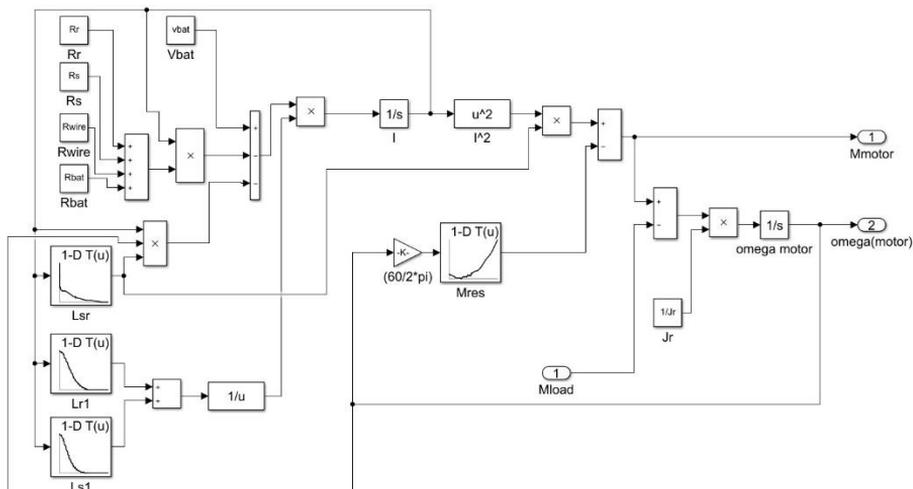 Rr
Rr
Rs
Rs
Rwire
Rwire
Rbat
Rbat
vbat
Vbat
+
+
+
+
×
+
−
−
×
1/s
I
u^2
I^2
×
+
−
1
Mmotor
×
1-D T(u)
Lsr
1-D T(u)
Lr1
1-D T(u)
Ls1
+
+
1/u
-K-
(60/2*pi)
1-D T(u)
Mres
+
−
×
1/s
omega motor
2
omega(motor)
1/Jr
Jr
1
Mload